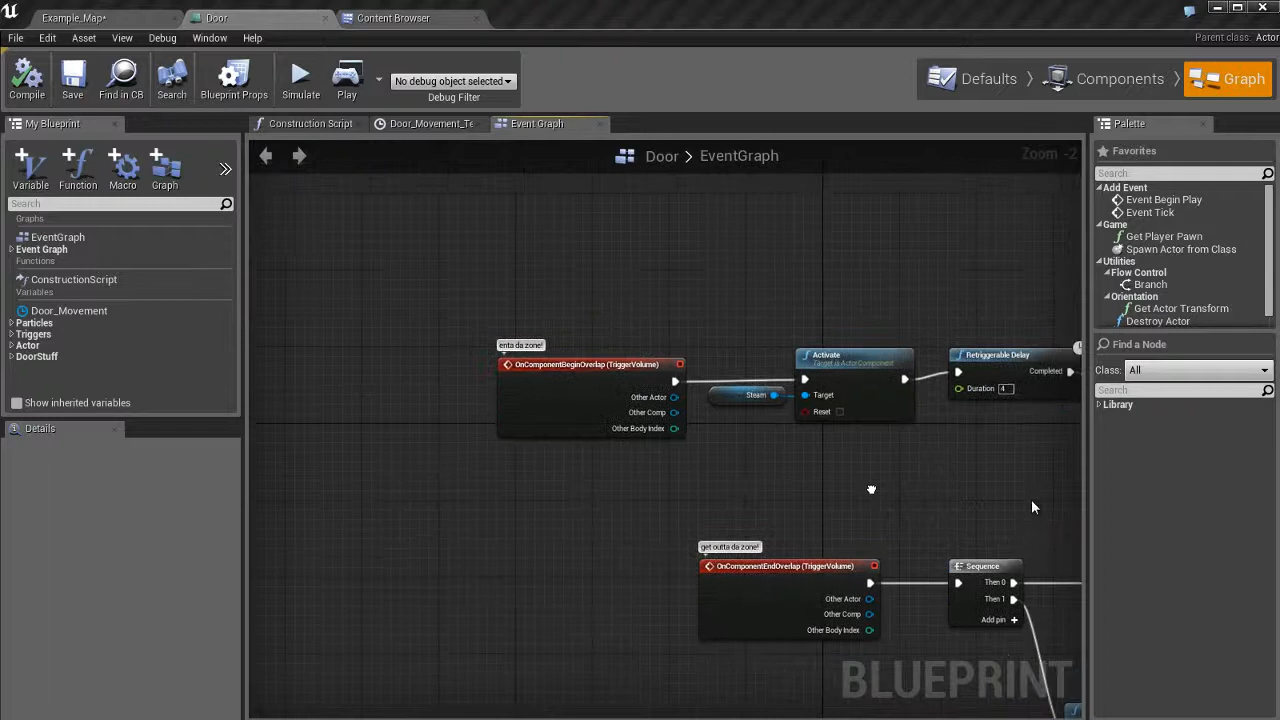 Example_Map*
Door
Content Browser
File Edit Asset View Debug Window Help
Parent class: Actor
Compile
Save
Find in CB
Search
Blueprint Props
Simulate
Play
No debug object selected
Debug Filter
Defaults
Components
Graph
My Blueprint
Construction Script
Door_Movement_Te
Event Graph
Palette
Variable
Function
Macro
Graph
Search
Graphs
EventGraph
Event Graph
Functions
ConstructionScript
Variables
Door_Movement
Particles
Triggers
Actor
DoorStuff
Show inherited variables
Details
Door > EventGraph
Zoom -2
enta da zone!
OnComponentBeginOverlap (TriggerVolume)
Other Actor
Other Comp
Other Body Index
Steam
Activate
Target is ActorComponent
Target
Reset
Retriggerable Delay
Completed
Duration 4
get outta da zone!
OnComponentEndOverlap (TriggerVolume)
Other Actor
Other Comp
Other Body Index
Sequence
Then 0
Then 1
Add pin +
BLUEPRINT
Favorites
Search:
Add Event
Event Begin Play
Event Tick
Game
Get Player Pawn
Spawn Actor from Class
Utilities
Flow Control
Branch
Orientation
Get Actor Transform
Destroy Actor
Find a Node
Class: All
Search:
Library